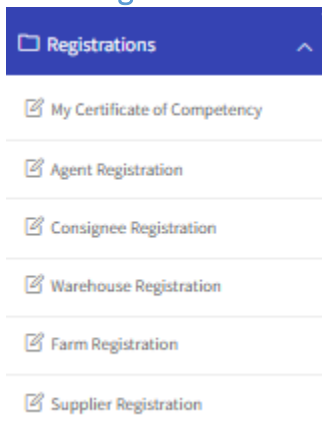 Registrations
My Certificate of Competency
Agent Registration
Consignee Registration
Warehouse Registration
Farm Registration
Supplier Registration